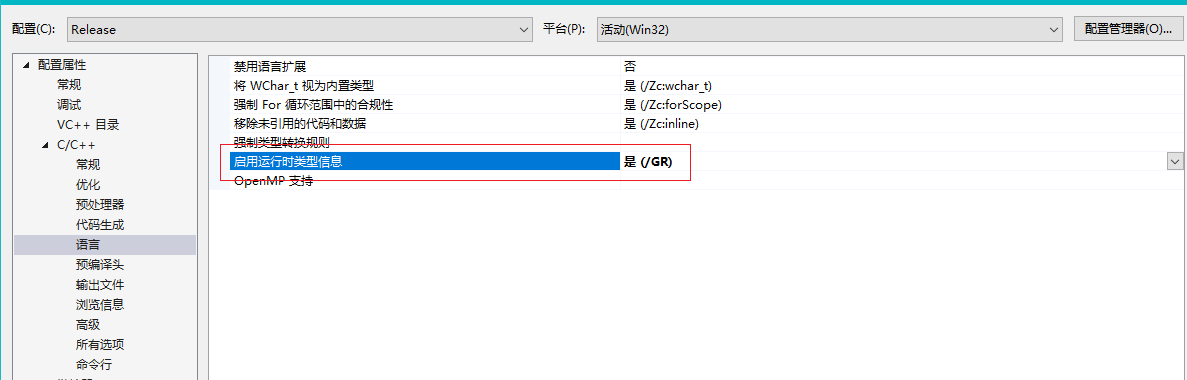 配置(C): Release 平台(P): 活动(Win32) 配置管理器(O)...
配置属性
常规
调试
VC++ 目录
C/C++
常规
优化
预处理器
代码生成
语言
预编译头
输出文件
浏览信息
高级
所有选项
命令行
禁用语言扩展 否
将 WChar_t 视为内置类型 是 (/Zc:wchar_t)
强制 For 循环范围中的合规性 是 (/Zc:forScope)
移除未引用的代码和数据 是 (/Zc:inline)
强制类型转换规则
启用运行时类型信息 是 (/GR)
OpenMP 支持